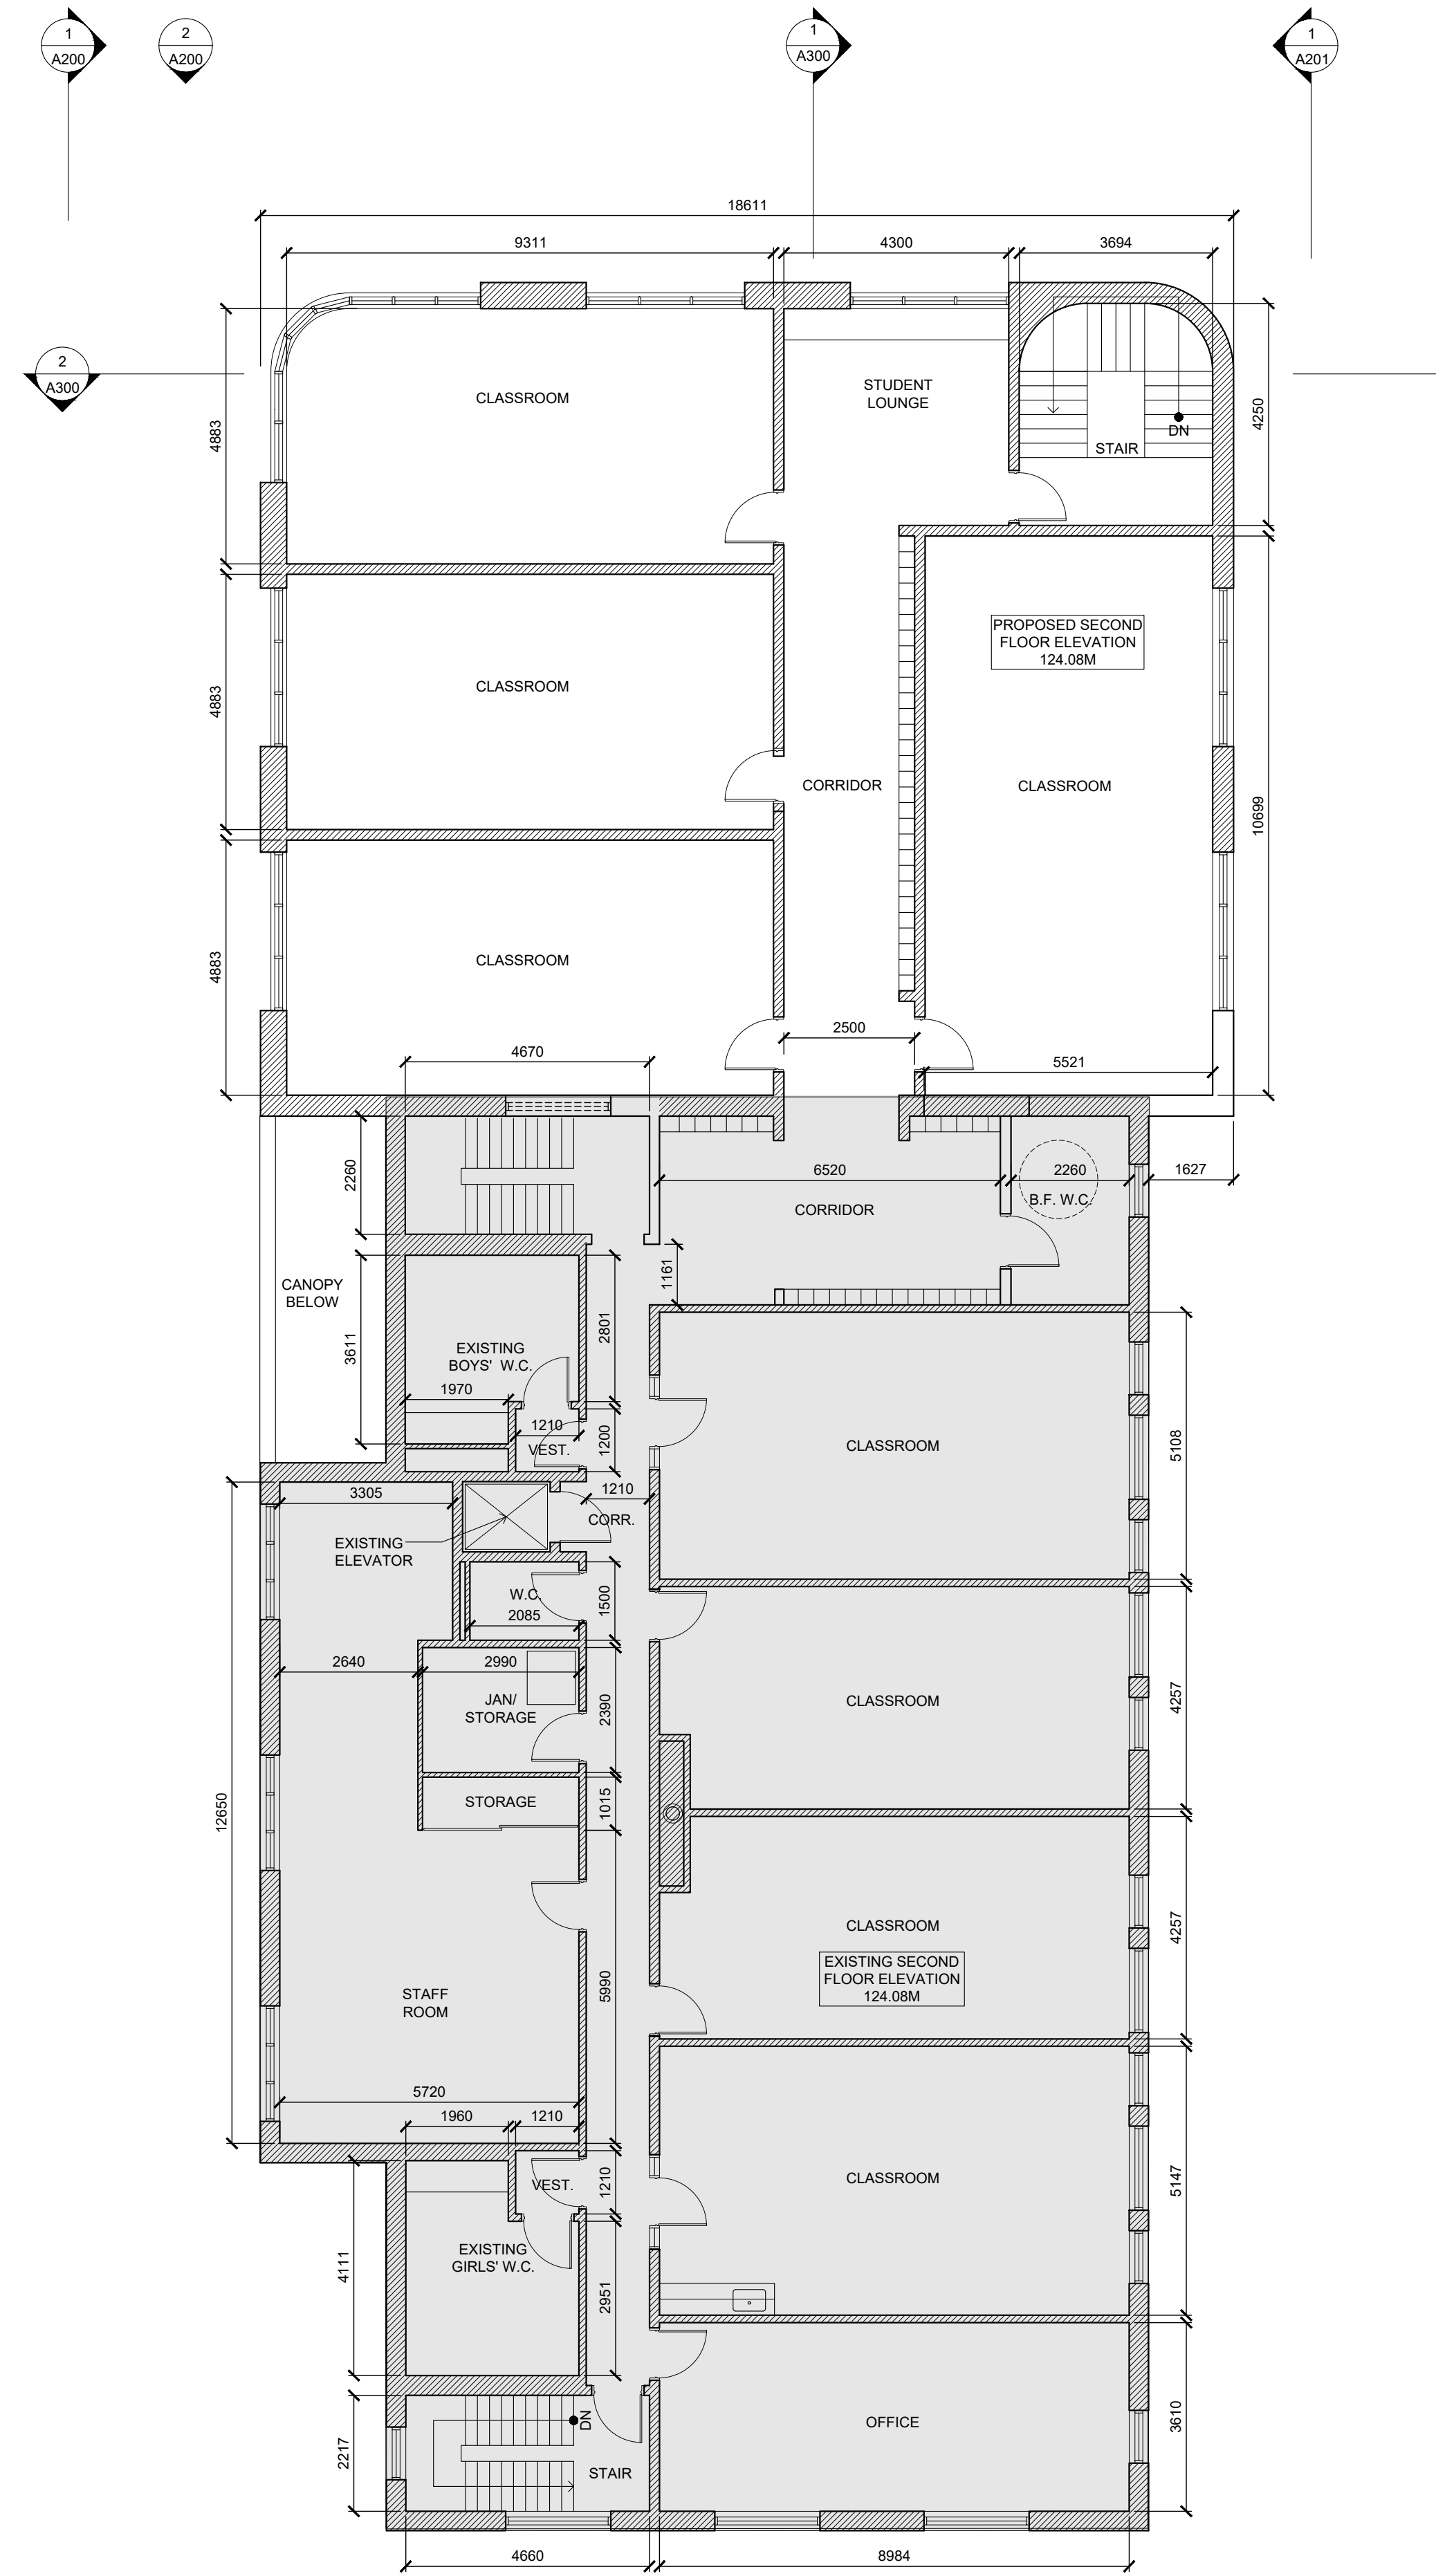 1
A200
2
A200
1
A300
1
A201
18611
9311
4300
3694
2
A300
CLASSROOM
STUDENT
LOUNGE
4883
4250
DN
STAIR
PROPOSED SECOND
FLOOR ELEVATION
124.08M
CLASSROOM
4883
CORRIDOR
CLASSROOM
10699
CLASSROOM
4883
2500
4670
5521
2260
6520
2260
1627
B.F. W.C.
CORRIDOR
1161
CANOPY
BELOW
2801
3611
EXISTING
BOYS' W.C.
1970
1210
VEST.
1200
CLASSROOM
5108
3305
1210
CORR.
EXISTING
ELEVATOR
W.C.
2085
1500
2640
2990
JAN/
STORAGE
2390
CLASSROOM
4257
STORAGE
1015
12650
CLASSROOM
4257
EXISTING SECOND
FLOOR ELEVATION
124.08M
STAFF
ROOM
5990
5720
1960
1210
VEST.
1210
CLASSROOM
5147
EXISTING
GIRLS' W.C.
4111
2951
DN
OFFICE
3610
2217
STAIR
4660
8984